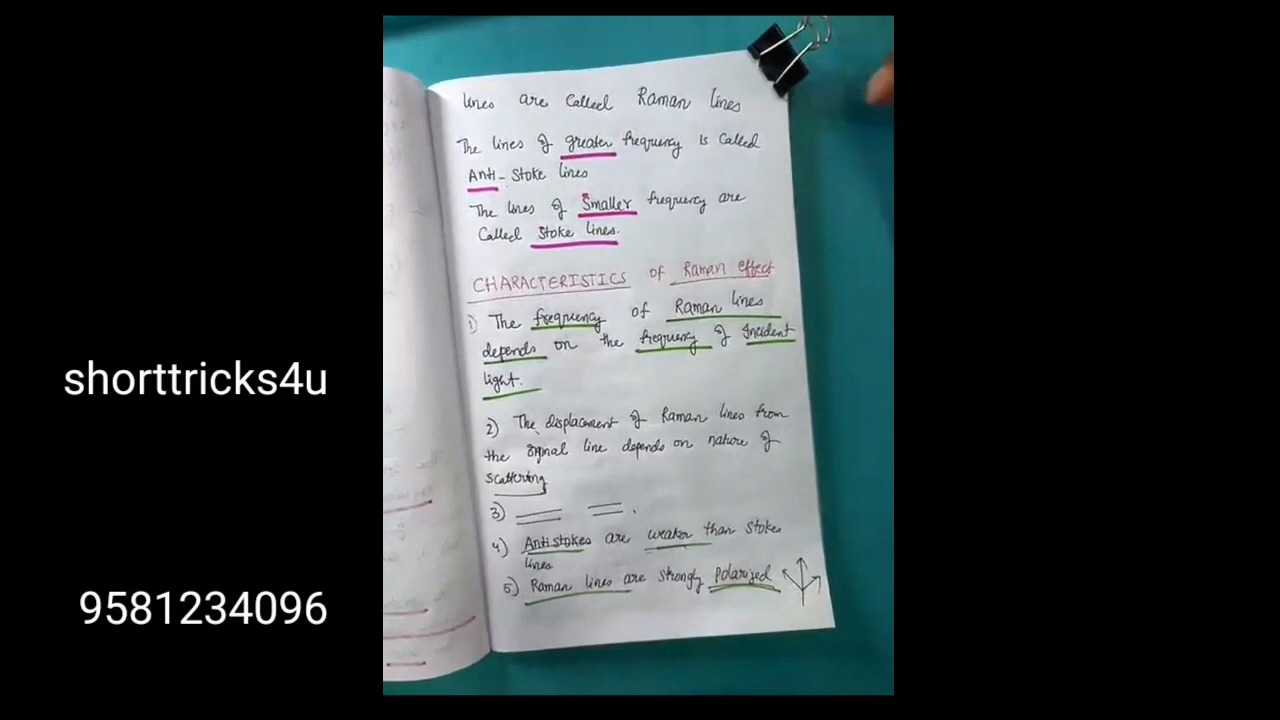 lines are called Raman lines
The lines of greater frequency is called
Anti-Stoke lines
The lines of Smaller frequency are
Called Stoke lines.
CHARACTERISTICS of Raman effect
1) The frequency of Raman lines
depends on the frequency of Incident
light.
2) The displacement of Raman lines from
the line depends on nature of
scattering
3)
4) Antistokes are weaker than stokes
lines
5) Raman lines are strongly polarized
shorttricks4u
9581234096